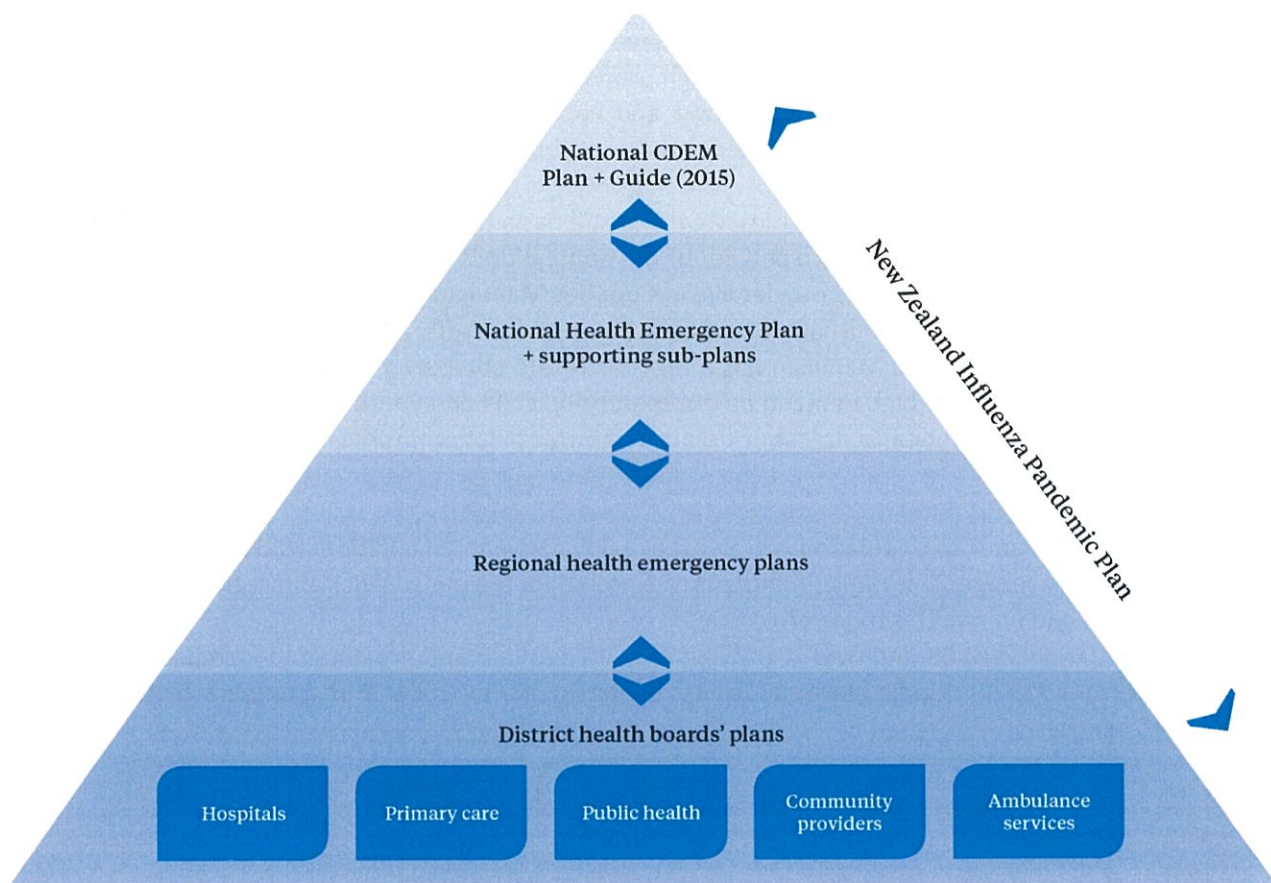 National CDEM
Plan + Guide (2015)
National Health Emergency Plan
+ supporting sub-plans
New Zealand Influenza Pandemic Plan
Regional health emergency plans
District health boards’ plans
Hospitals
Primary care
Public health
Community
providers
Ambulance
services